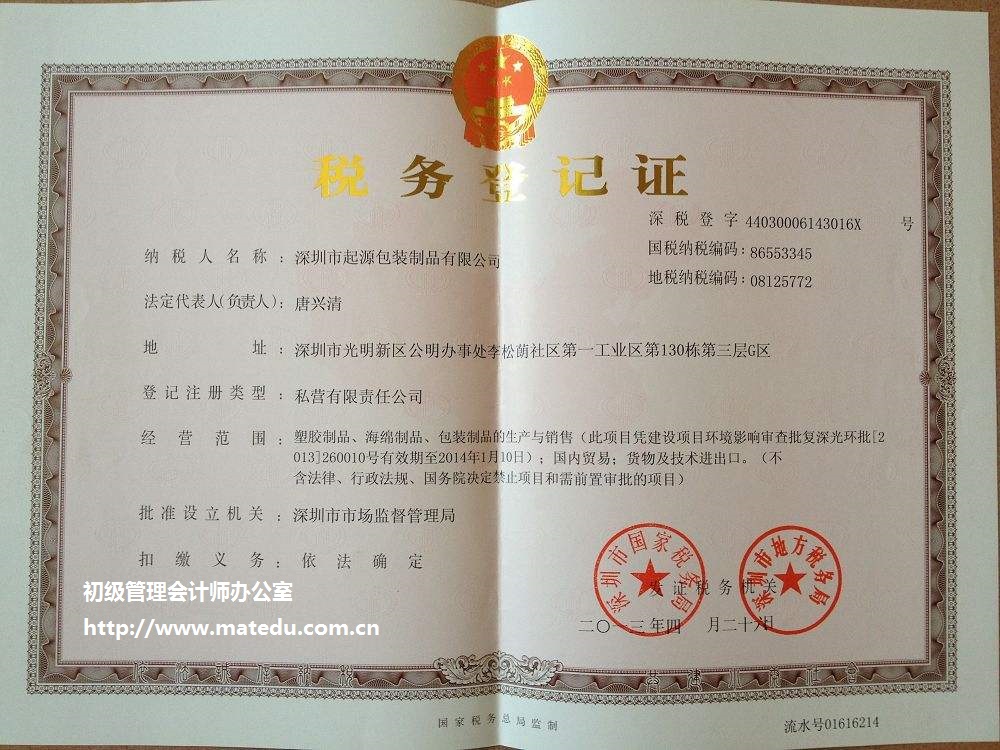 税务登记证
深税登字 44030006143016X 号
国税纳税编码：86553345
地税纳税编码：08125772
纳税人名称：深圳市起源包装制品有限公司
法定代表人(负责人)：唐兴清
地址：深圳市光明新区公明办事处李松蓢社区第一工业区第130栋第三层G区
登记注册类型：私营有限责任公司
经营范围：塑胶制品、海绵制品、包装制品的生产与销售（此项目凭建设项目环境影响审查批复深光环批[2
013]260010号有效期至2014年1月10日）；国内贸易；货物及技术进出口。（不
含法律、行政法规、国务院决定禁止项目和需前置审批的项目）
批准设立机关：深圳市市场监督管理局
扣缴义务：依法确定
深圳市国家税务局
深圳市地方税务局
发证税务机关
二〇一三年四月二十六日
初级管理会计师办公室
http://www.matedu.com.cn
国家税务总局监制
流水号01616214